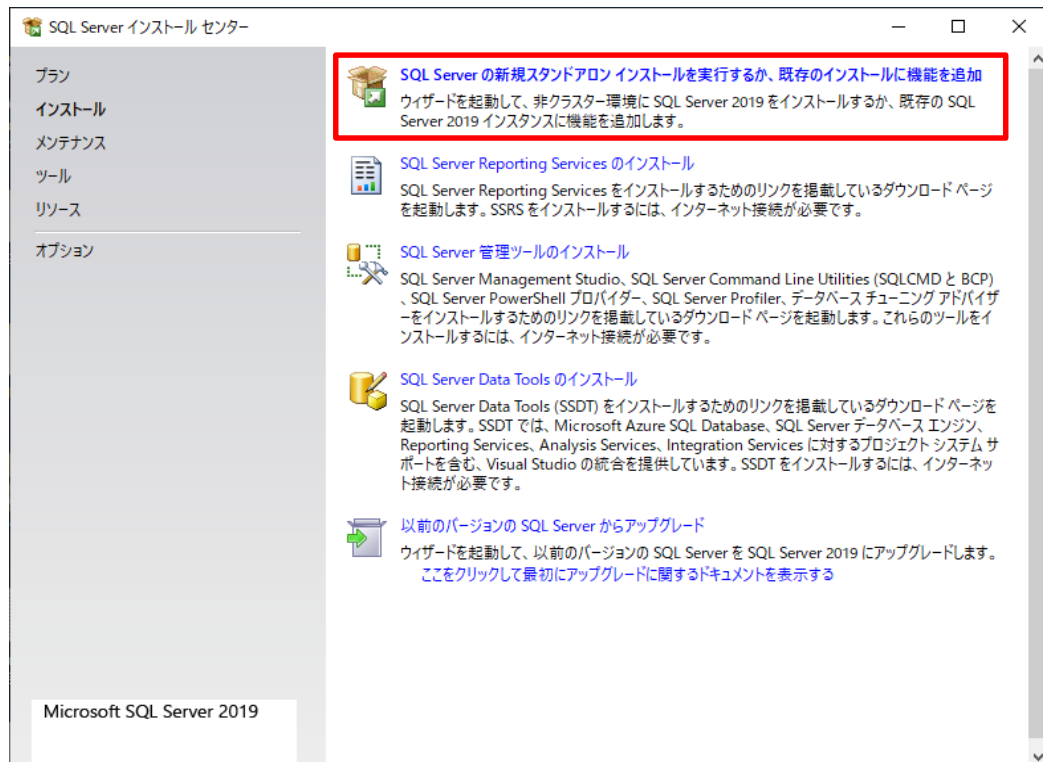 SQL Server インストール センター
プラン
インストール
メンテナンス
ツール
リソース
オプション
SQL Server の新規スタンドアロン インストールを実行するか、既存のインストールに機能を追加
ウィザードを起動して、非クラスター環境に SQL Server 2019 をインストールするか、既存の SQL
Server 2019 インスタンスに機能を追加します。
SQL Server Reporting Services のインストール
SQL Server Reporting Services をインストールするためのリンクを掲載しているダウンロード ページ
を起動します。SSRS をインストールするには、インターネット接続が必要です。
SQL Server 管理ツールのインストール
SQL Server Management Studio、SQL Server Command Line Utilities (SQLCMD と BCP)
、SQL Server PowerShell プロバイダー、SQL Server Profiler、データベース チューニング アドバイザ
ーをインストールするためのリンクを掲載しているダウンロード ページを起動します。これらのツールをイ
ンストールするには、インターネット接続が必要です。
SQL Server Data Tools のインストール
SQL Server Data Tools (SSDT) をインストールするためのリンクを掲載しているダウンロード ページを
起動します。SSDT では、Microsoft Azure SQL Database、SQL Server データベース エンジン、
Reporting Services、Analysis Services、Integration Services に対するプロジェクト システム サ
ポートを含む、Visual Studio の統合を提供しています。SSDT をインストールするには、インターネッ
ト接続が必要です。
以前のバージョンの SQL Server からアップグレード
ウィザードを起動して、以前のバージョンの SQL Server を SQL Server 2019 にアップグレードします。
ここをクリックして最初にアップグレードに関するドキュメントを表示する
Microsoft SQL Server 2019